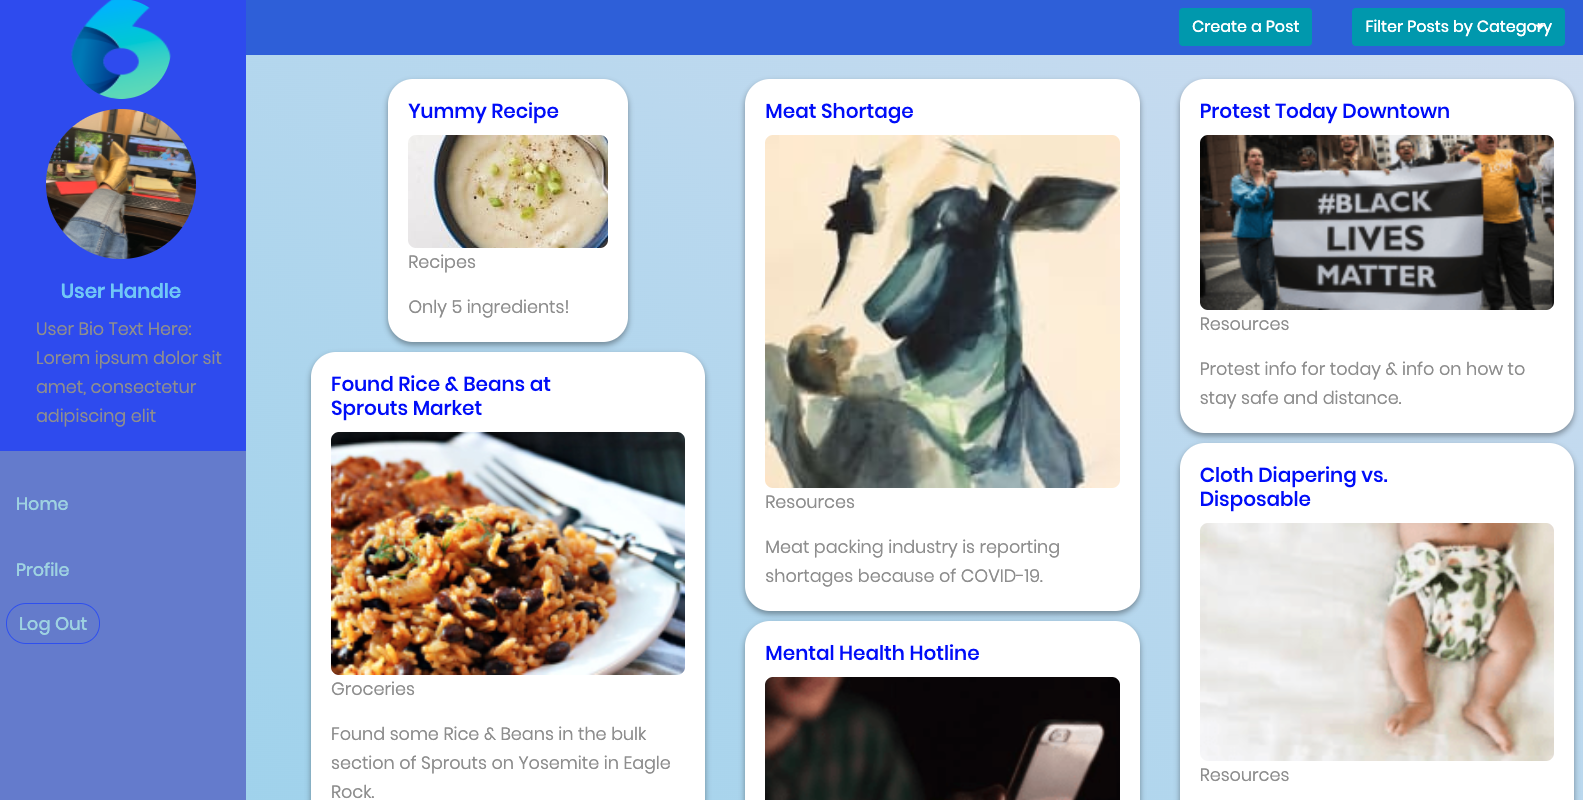 Create a Post
Filter Posts by Category
User Handle
User Bio Text Here:
Lorem ipsum dolor sit
amet, consectetur
adipiscing elit
Home
Profile
Log Out
Yummy Recipe
Recipes
Only 5 ingredients!
Found Rice & Beans at
Sprouts Market
Groceries
Found some Rice & Beans in the bulk
section of Sprouts on Yosemite in Eagle
Rock.
Meat Shortage
Resources
Meat packing industry is reporting
shortages because of COVID-19.
Mental Health Hotline
Protest Today Downtown
#BLACK
LIVES
MATTER
Resources
Protest info for today & info on how to
stay safe and distance.
Cloth Diapering vs.
Disposable
Resources